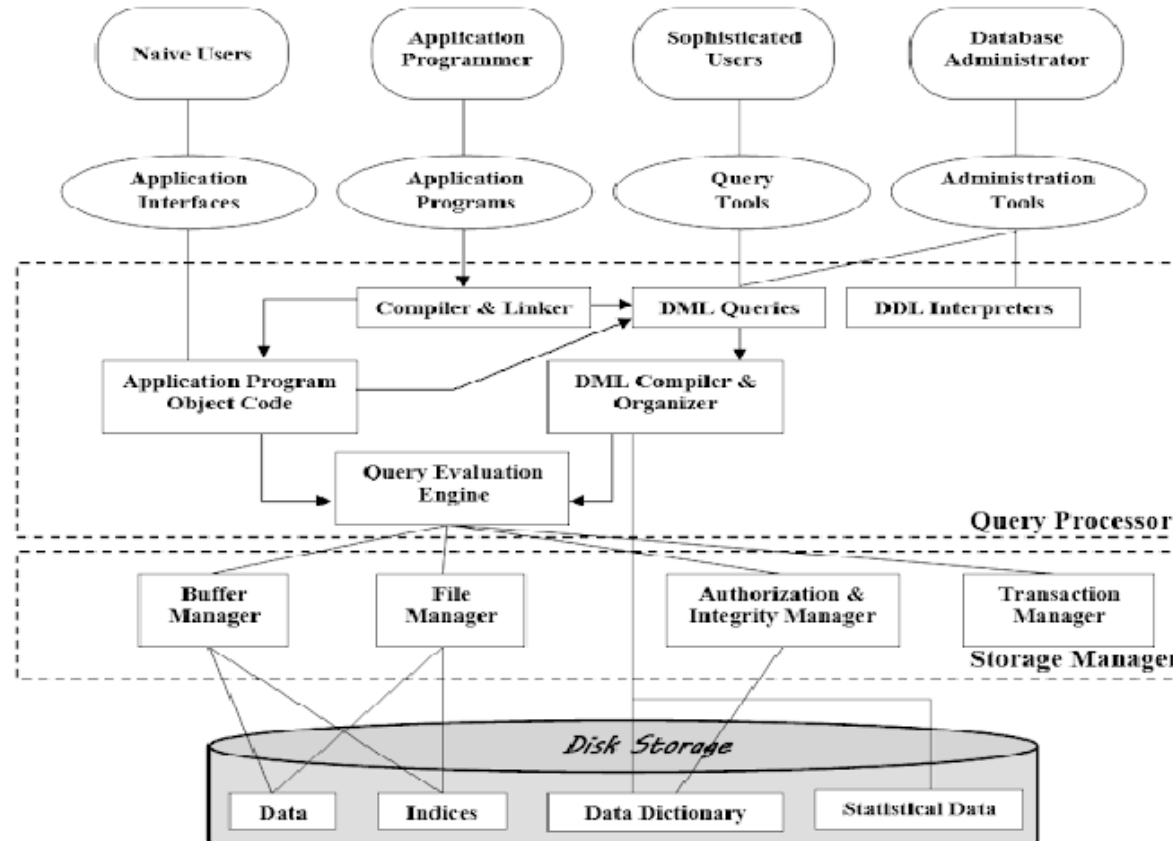 Naive Users
Application
Programmer
Sophisticated
Users
Database
Administrator
Application
Interfaces
Application
Programs
Query
Tools
Administration
Tools
Compiler & Linker
DML Queries
DDL Interpreters
Application Program
Object Code
DML Compiler &
Organizer
Query Evaluation
Engine
Query Processor
Buffer
Manager
File
Manager
Authorization &
Integrity Manager
Transaction
Manager
Storage Manager
Disk Storage
Data
Indices
Data Dictionary
Statistical Data